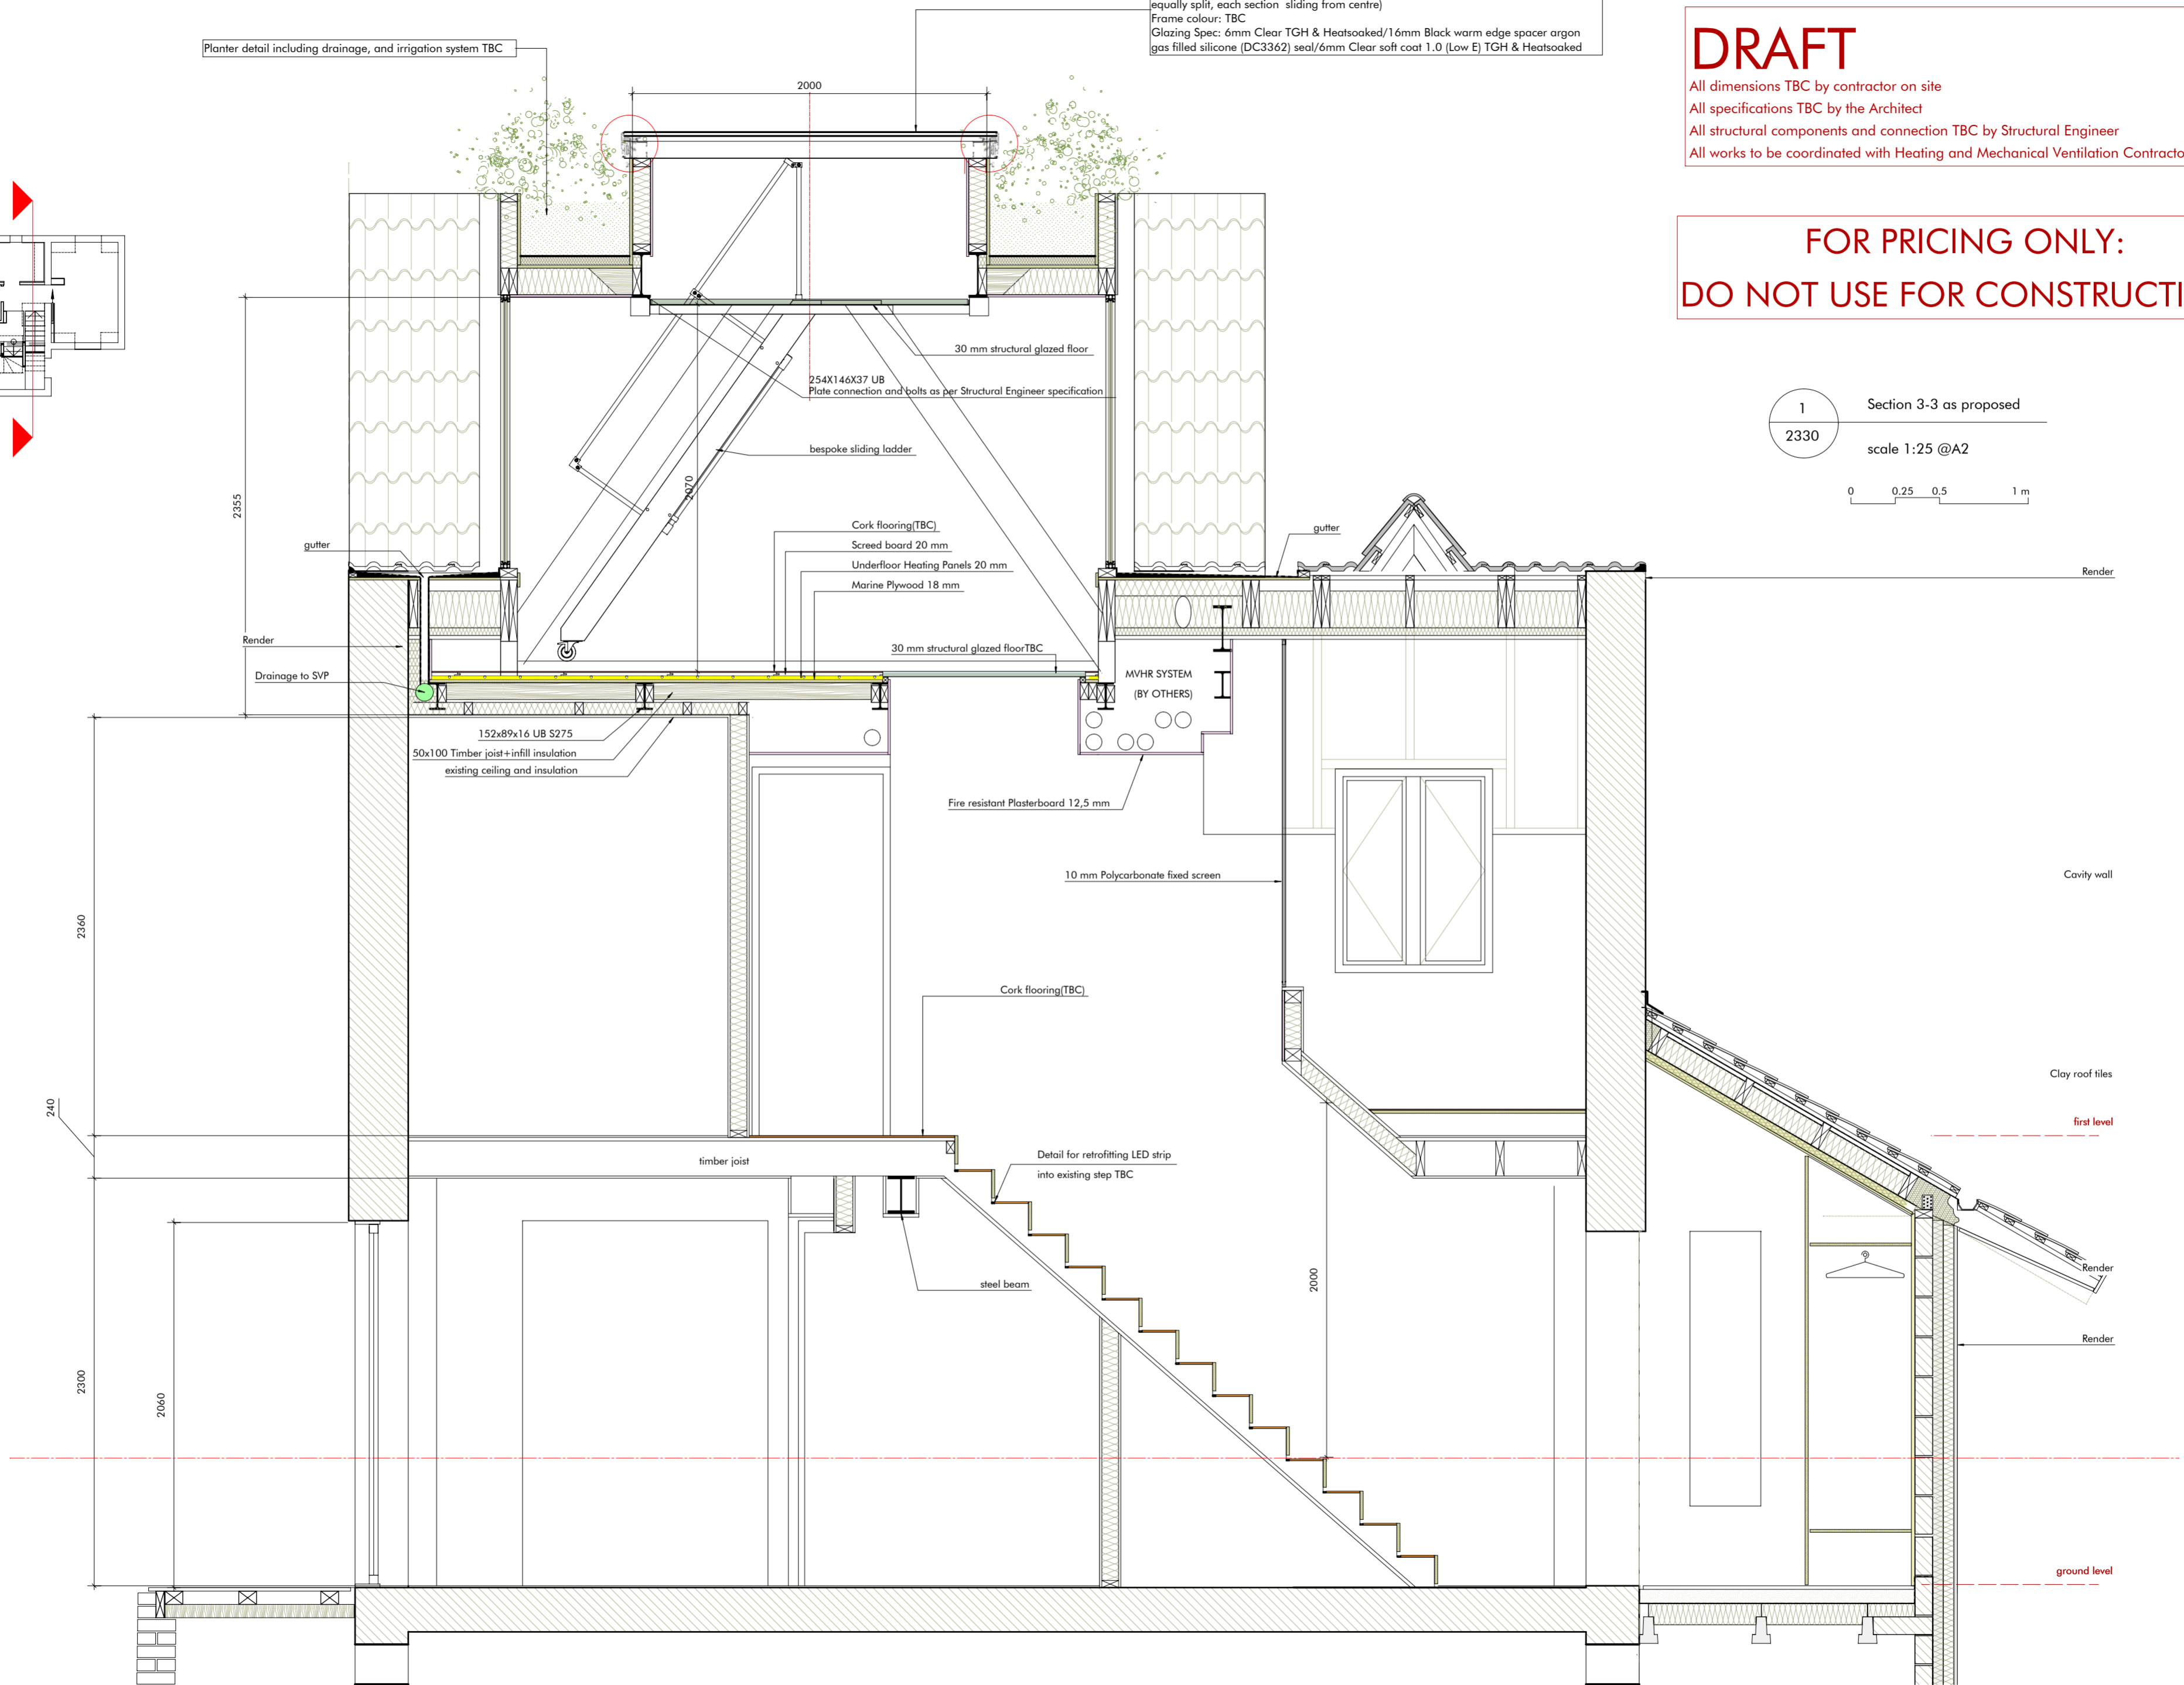 equally split, each section sliding from centre)
Frame colour: TBC
Glazing Spec: 6mm Clear TGH & Heatsoaked/16mm Black warm edge spacer argon
gas filled silicone (DC3362) seal/6mm Clear soft coat 1.0 (Low E) TGH & Heatsoaked
Planter detail including drainage, and irrigation system TBC
DRAFT
All dimensions TBC by contractor on site
All specifications TBC by the Architect
All structural components and connection TBC by Structural Engineer
All works to be coordinated with Heating and Mechanical Ventilation Contracto
FOR PRICING ONLY:
DO NOT USE FOR CONSTRUCTI
1
2330
Section 3-3 as proposed
scale 1:25 @A2
0 0.25 0.5 1 m
2000
30 mm structural glazed floor
254X146X37 UB
Plate connection and bolts as per Structural Engineer specification
bespoke sliding ladder
2070
2355
Cork flooring(TBC)
Screed board 20 mm
Underfloor Heating Panels 20 mm
Marine Plywood 18 mm
gutter
gutter
Render
Render
30 mm structural glazed floorTBC
Drainage to SVP
MVHR SYSTEM
(BY OTHERS)
152x89x16 UB S275
50x100 Timber joist+infill insulation
existing ceiling and insulation
Fire resistant Plasterboard 12,5 mm
10 mm Polycarbonate fixed screen
Cavity wall
2360
Cork flooring(TBC)
Clay roof tiles
240
first level
timber joist
Detail for retrofitting LED strip
into existing step TBC
steel beam
2000
Render
Render
2300
2060
ground level